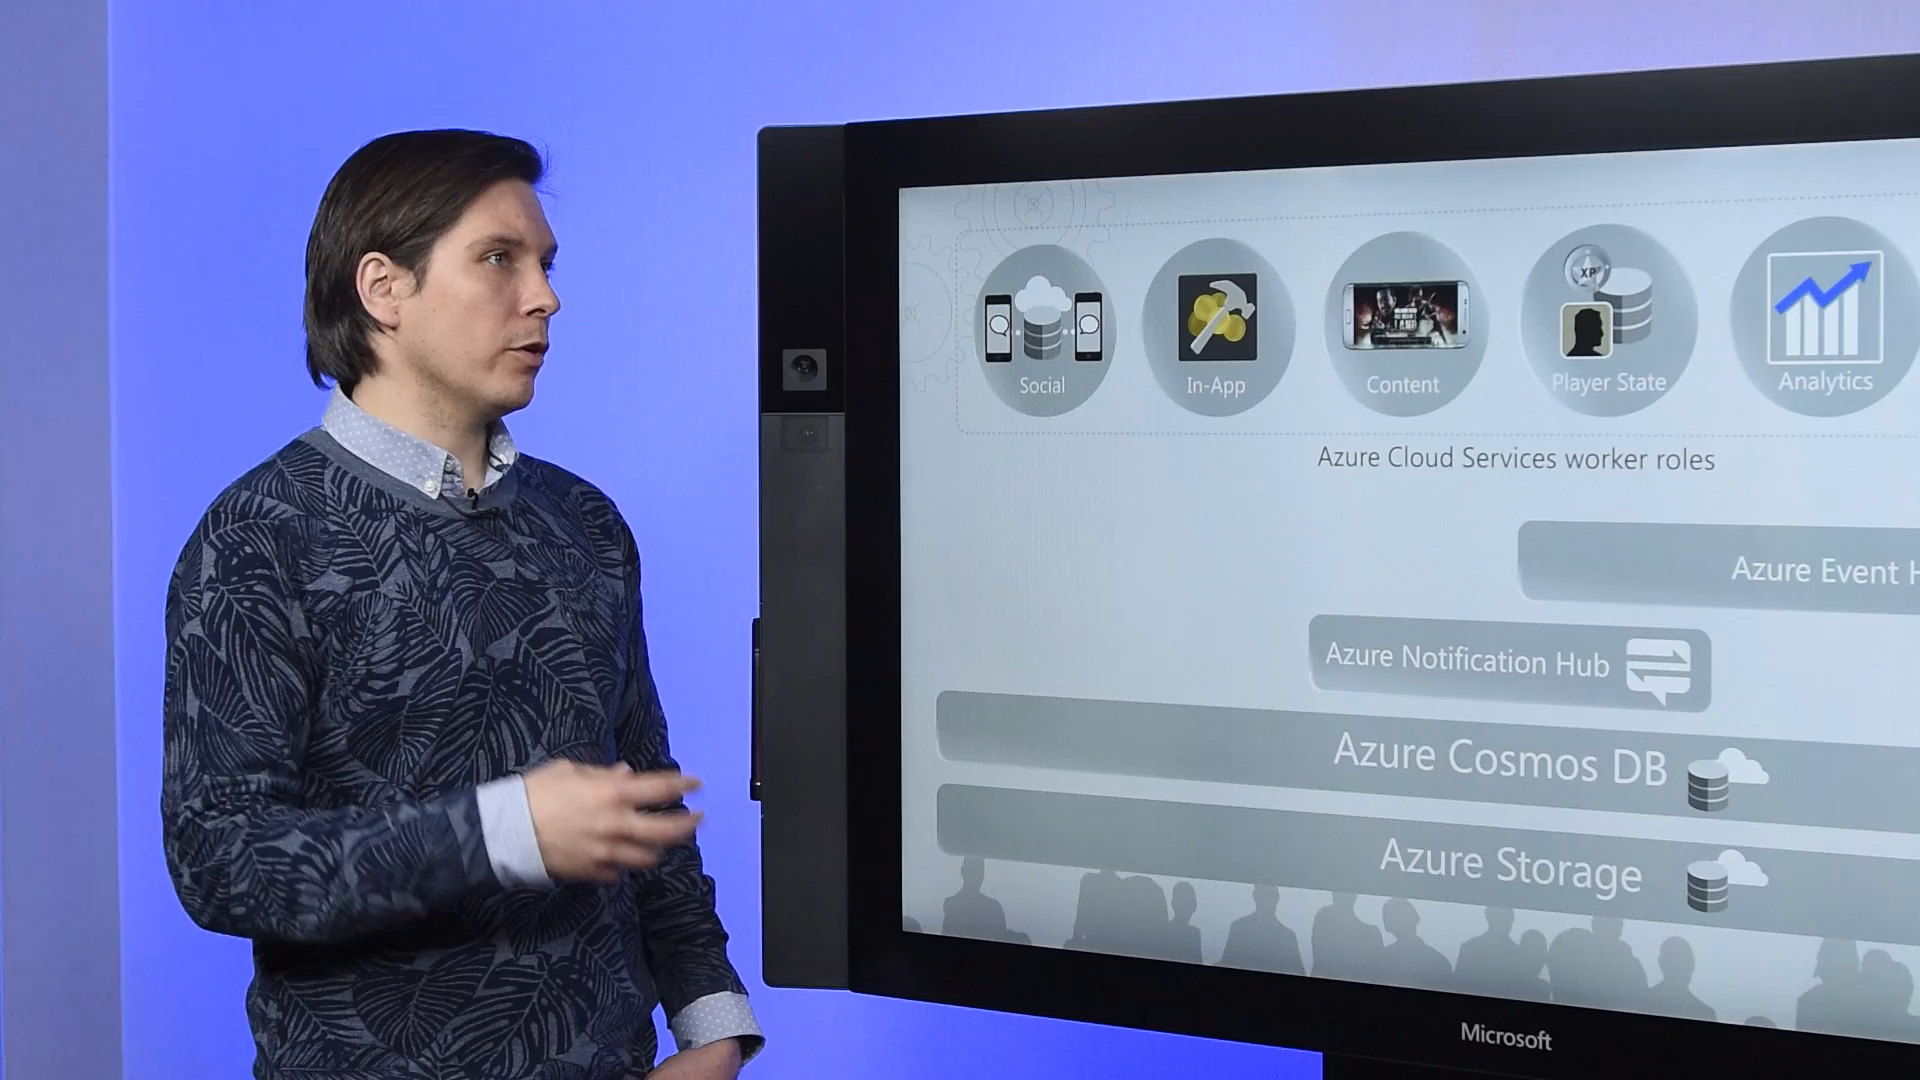 XP
Social
In-App
Content
Player State
Analytics
Azure Cloud Services worker roles
Azure Event H
Azure Notification Hub
Azure Cosmos DB
Azure Storage
Microsoft